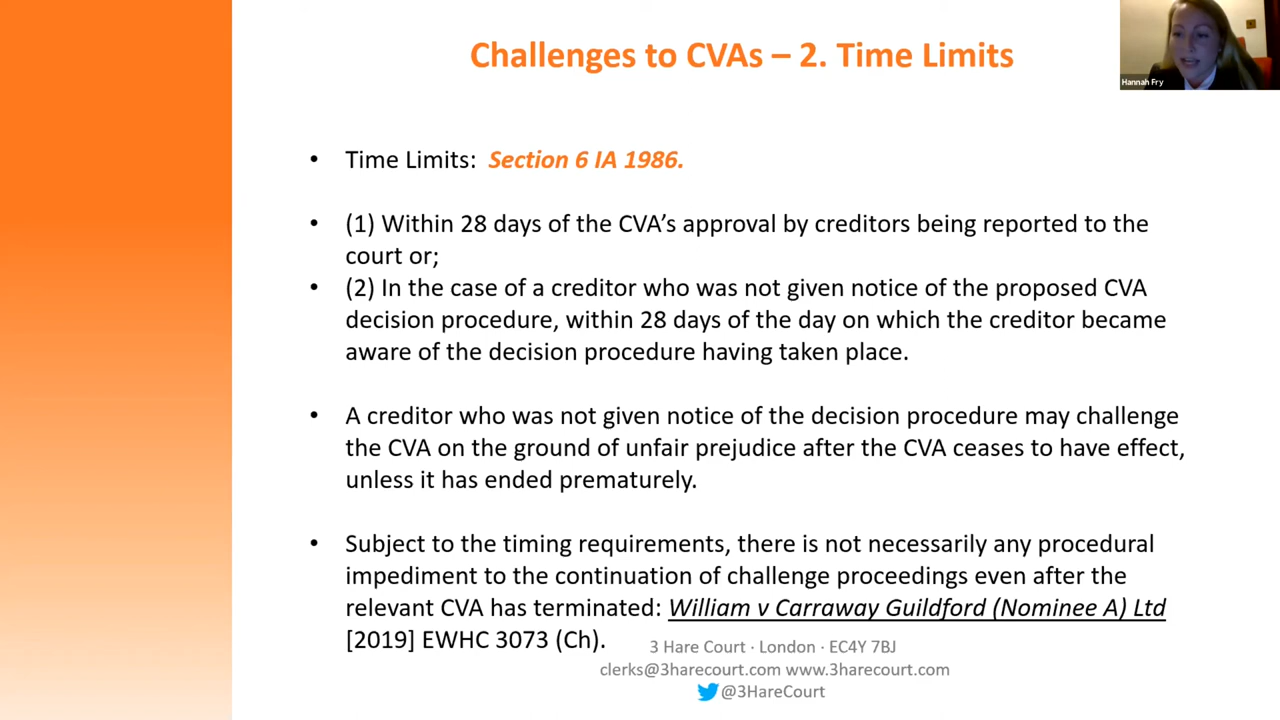 Challenges to CVAs – 2. Time Limits
Hannah Fry
• Time Limits: Section 6 IA 1986.
• (1) Within 28 days of the CVA's approval by creditors being reported to the
court or;
• (2) In the case of a creditor who was not given notice of the proposed CVA
decision procedure, within 28 days of the day on which the creditor became
aware of the decision procedure having taken place.
• A creditor who was not given notice of the decision procedure may challenge
the CVA on the ground of unfair prejudice after the CVA ceases to have effect,
unless it has ended prematurely.
• Subject to the timing requirements, there is not necessarily any procedural
impediment to the continuation of challenge proceedings even after the
relevant CVA has terminated: William v Carraway Guildford (Nominee A) Ltd
[2019] EWHC 3073 (Ch).
3 Hare Court · London · EC4Y 7BJ
clerks@3harecourt.com www.3harecourt.com
@3HareCourt